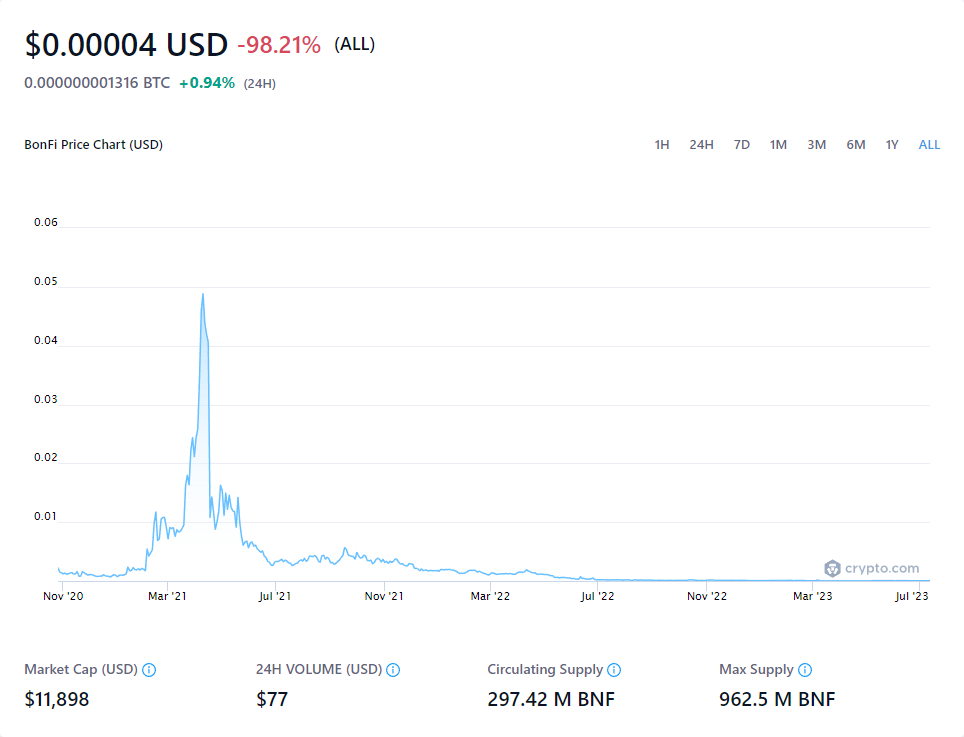 $0.00004 USD -98.21% (ALL)
0.000000001316 BTC +0.94% (24H)
BonFi Price Chart (USD) 1H 24H 7D 1M 3M 6M 1Y ALL
0.06
0.05
0.04
0.03
0.02
0.01
crypto.com
Nov '20 Mar '21 Jul '21 Nov '21 Mar '22 Jul '22 Nov '22 Mar '23 Jul '23
Market Cap (USD) 24H VOLUME (USD) Circulating Supply Max Supply
$11,898 $77 297.42 M BNF 962.5 M BNF